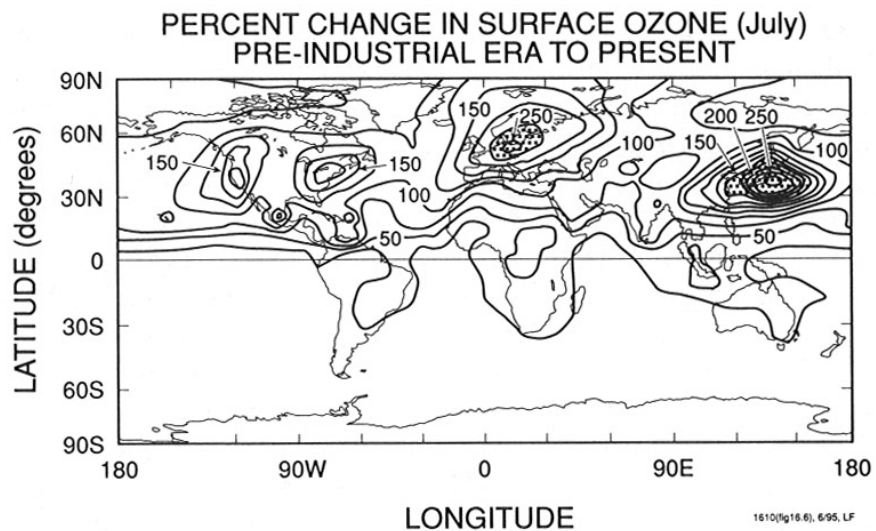 PERCENT CHANGE IN SURFACE OZONE (July)
PRE-INDUSTRIAL ERA TO PRESENT
90N
60N
30N
0
30S
60S
90S
LATITUDE (degrees)
150
150
100
50
150
250
100
150
200
250
100
50
180
90W
0
90E
180
LONGITUDE
1610(fig16.6), 6/95, LF